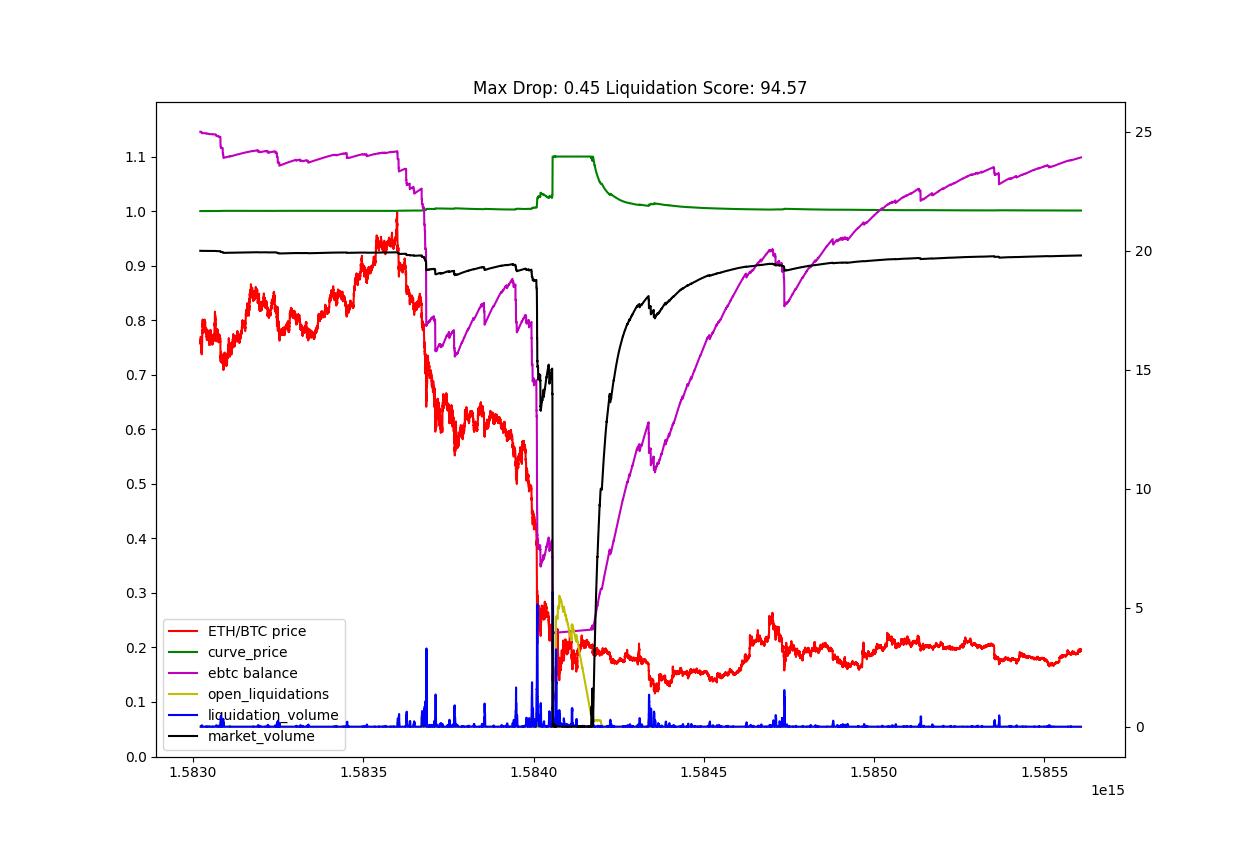 Max Drop: 0.45 Liquidation Score: 94.57
1.1
1.0
0.9
0.8
0.7
0.6
0.5
0.4
0.3
0.2
0.1
0.0
25
20
15
10
5
0
ETH/BTC price
curve_price
ebtc balance
open_liquidations
liquidation_volume
market_volume
1.5830 1.5835 1.5840 1.5845 1.5850 1.5855
1e15